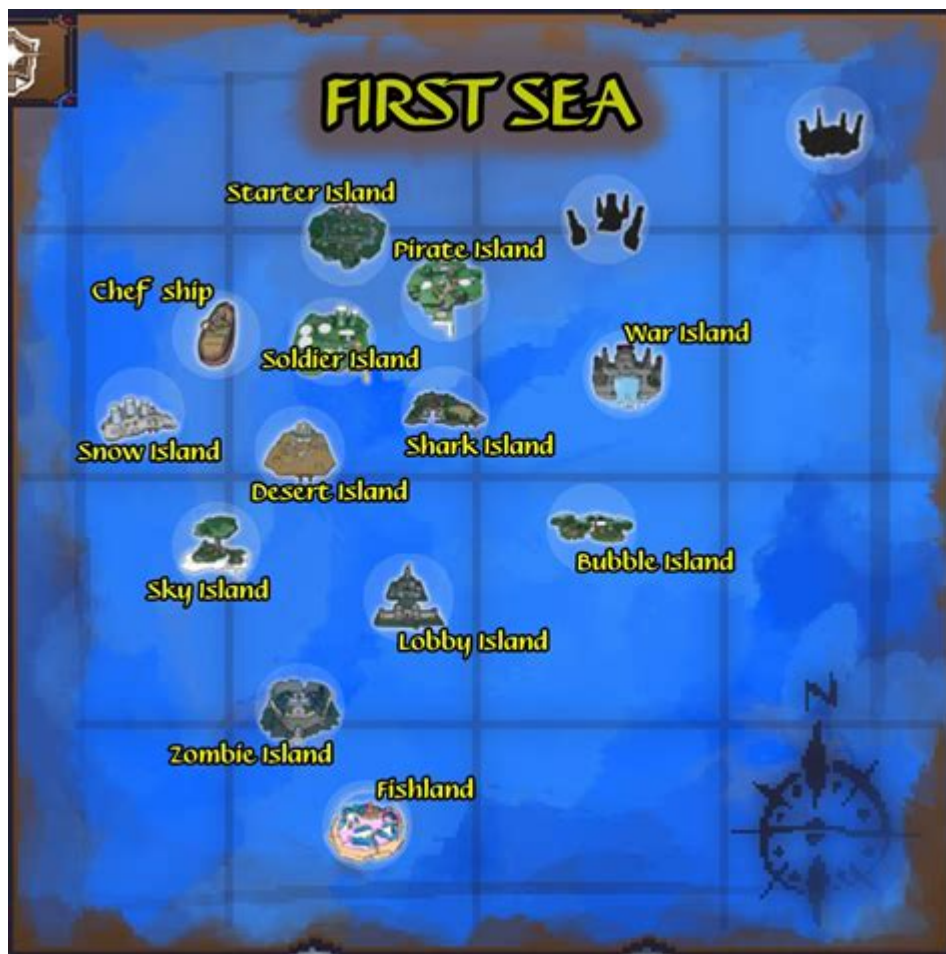 FIRST SEA
Starter Island
Pirate Island
Chef ship
War Island
Soldier Island
Snow Island
Shark Island
Desert Island
Bubble Island
Sky Island
Lobby Island
N
Zombie Island
Fishland